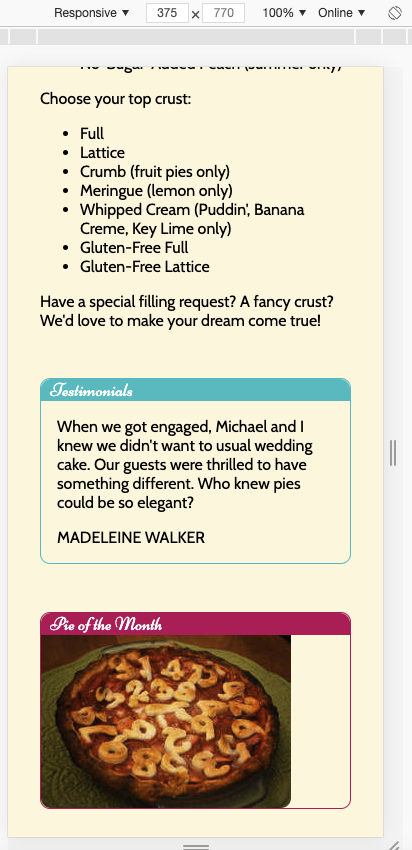 Responsive ▼ 375 × 770 100% ▼ Online ▼
No-Sugar-Added Peach (summer only)
Choose your top crust:
• Full
• Lattice
• Crumb (fruit pies only)
• Meringue (lemon only)
• Whipped Cream (Puddin', Banana
Creme, Key Lime only)
• Gluten-Free Full
• Gluten-Free Lattice
Have a special filling request? A fancy crust?
We'd love to make your dream come true!
Testimonials
When we got engaged, Michael and I
knew we didn't want to usual wedding
cake. Our guests were thrilled to have
something different. Who knew pies
could be so elegant?
MADELEINE WALKER
Pie of the Month